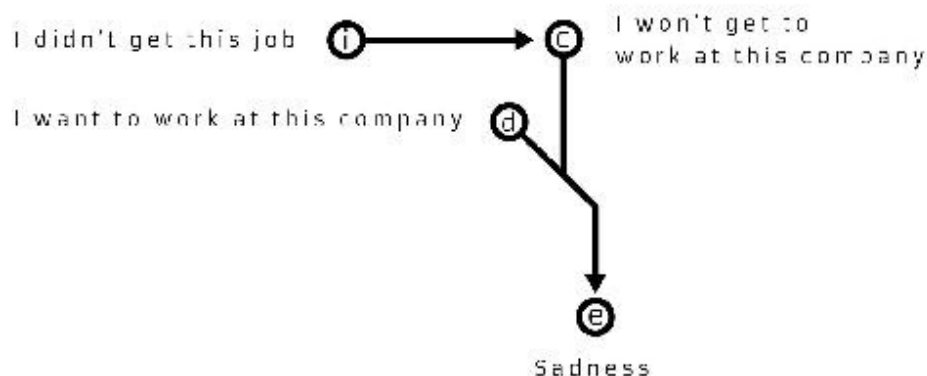 I didn't get this job
i
c
I won't get to
work at this company
I want to work at this company
d
e
Sadness